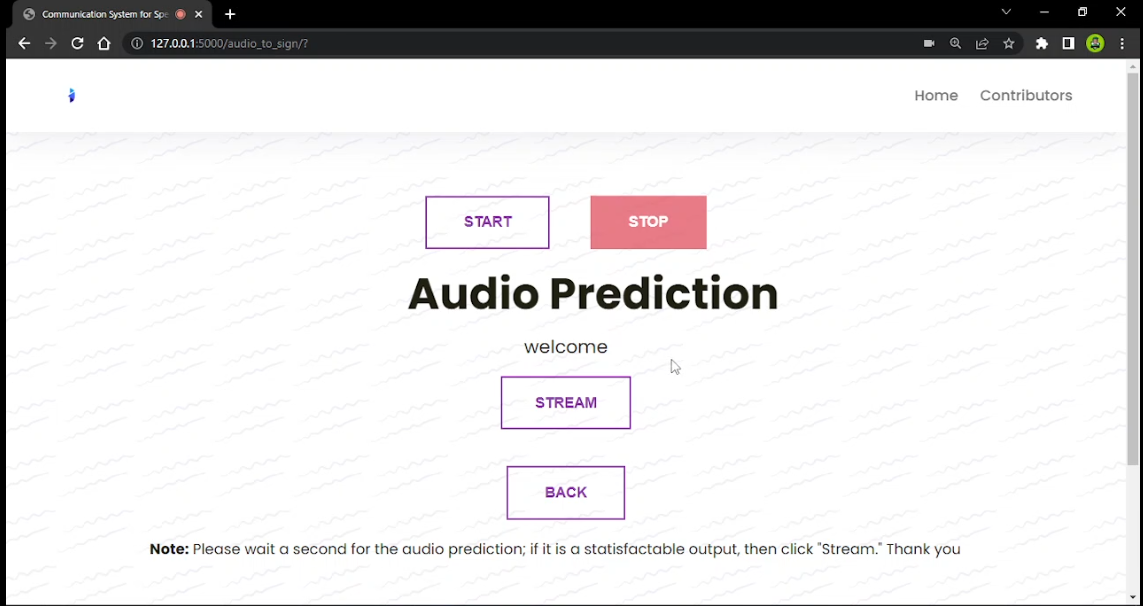 Communication System for Spe
127.0.0.1:5000/audio_to_sign/?
Home Contributors
START STOP
Audio Prediction
welcome
STREAM
BACK
Note: Please wait a second for the audio prediction; if it is a statisfactable output, then click "Stream." Thank you